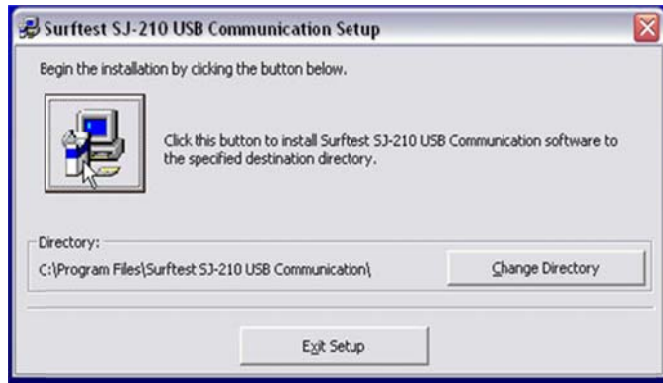 Surftest SJ-210 USB Communication Setup
Begin the installation by clicking the button below.
Click this button to install Surftest SJ-210 USB Communication software to
the specified destination directory.
Directory:
C:\Program Files\Surftest SJ-210 USB Communication\
Change Directory
Exit Setup